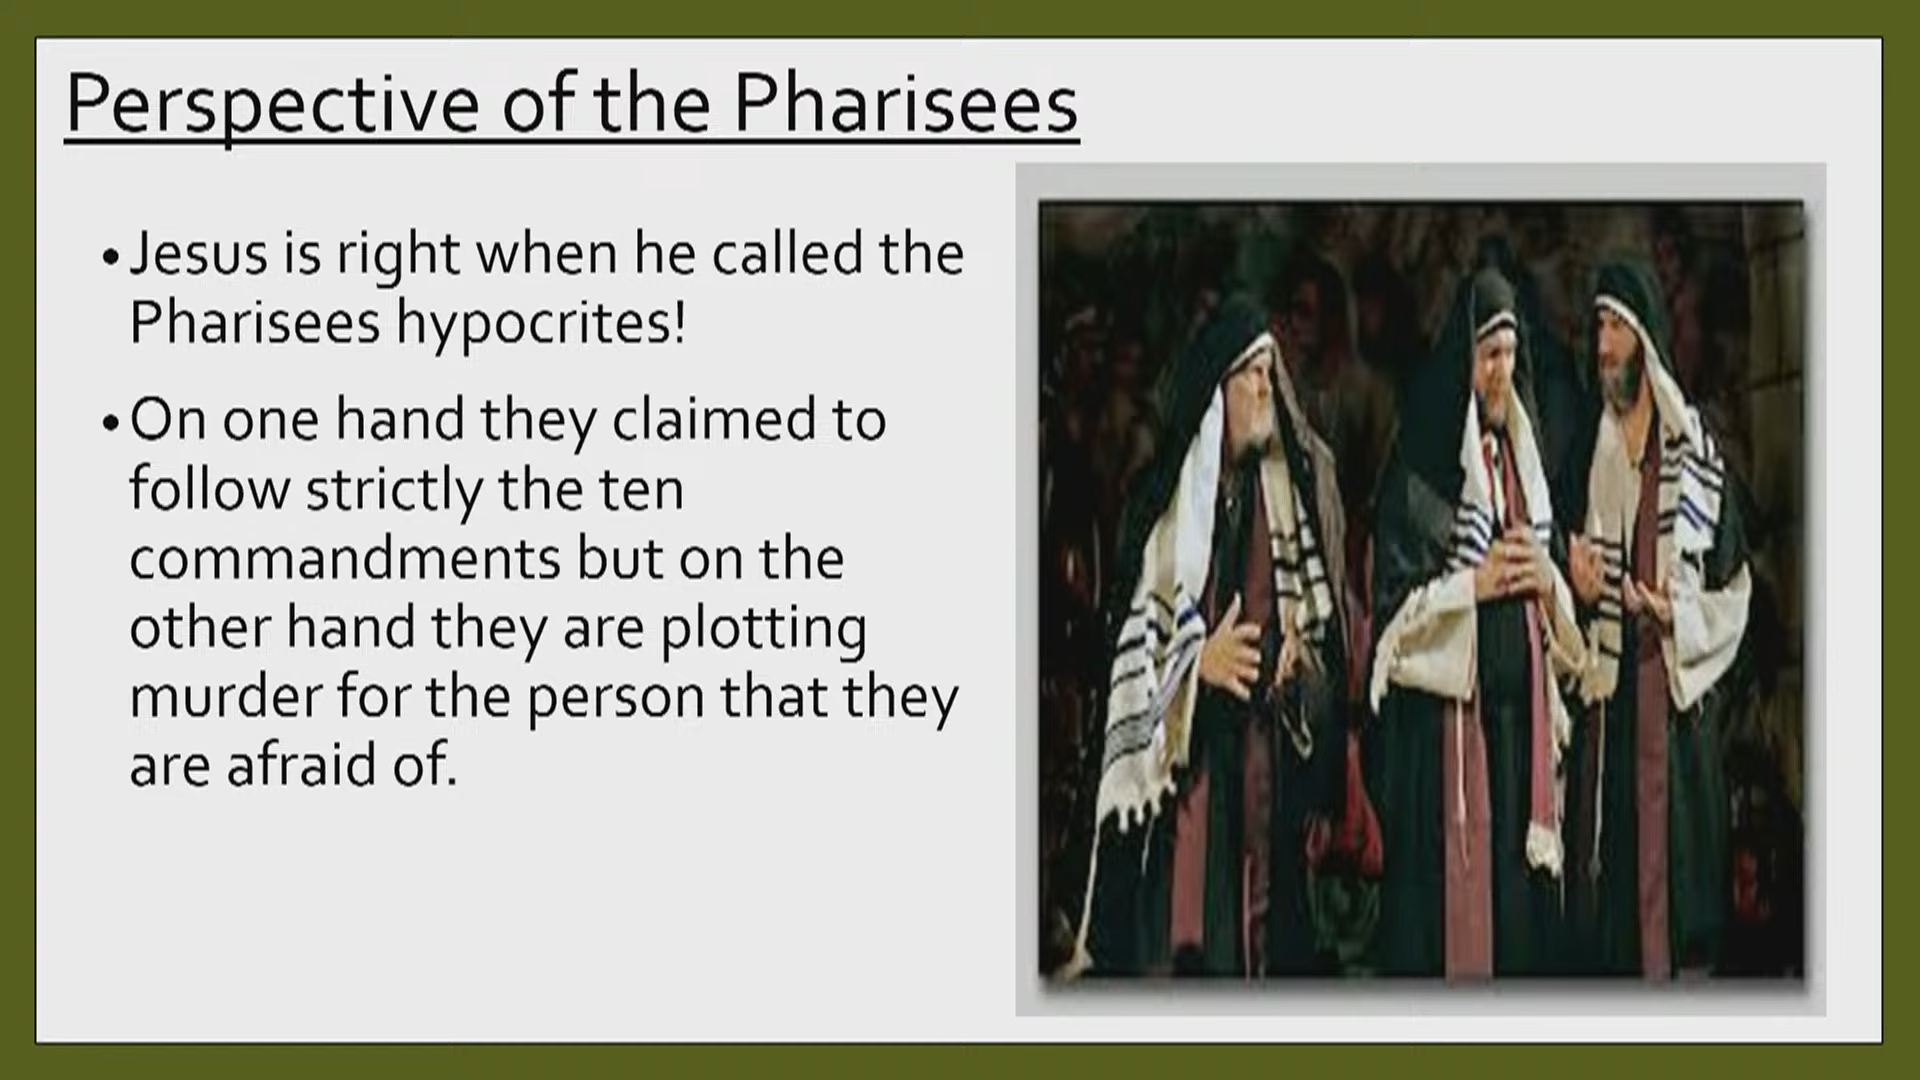 Perspective of the Pharisees
• Jesus is right when he called the
Pharisees hypocrites!
• On one hand they claimed to
follow strictly the ten
commandments but on the
other hand they are plotting
murder for the person that they
are afraid of.